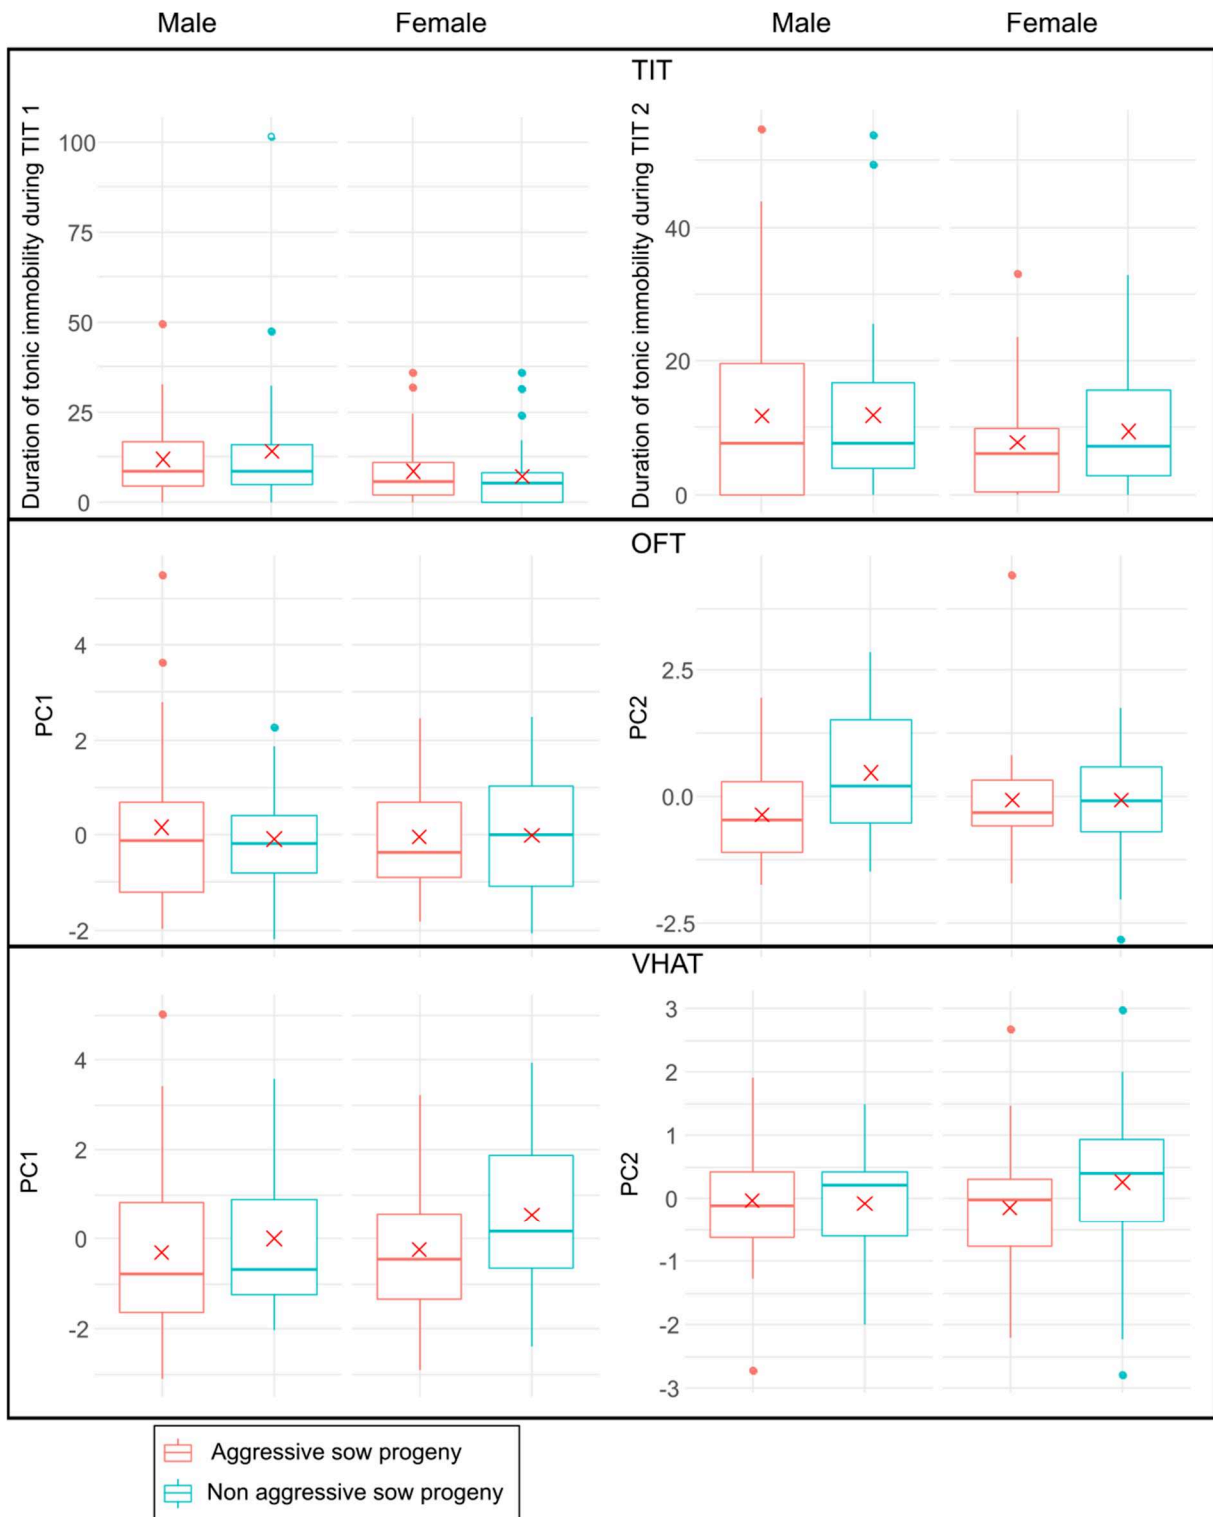 Male Female Male Female
TIT
Duration of tonic immobility during TIT 1
100
75
50
25
0
Duration of tonic immobility during TIT 2
40
20
0
OFT
PC1
4
2
0
-2
PC2
2.5
0.0
-2.5
VHAT
PC1
4
2
0
-2
PC2
3
2
1
0
-1
-2
-3
Aggressive sow progeny
Non aggressive sow progeny